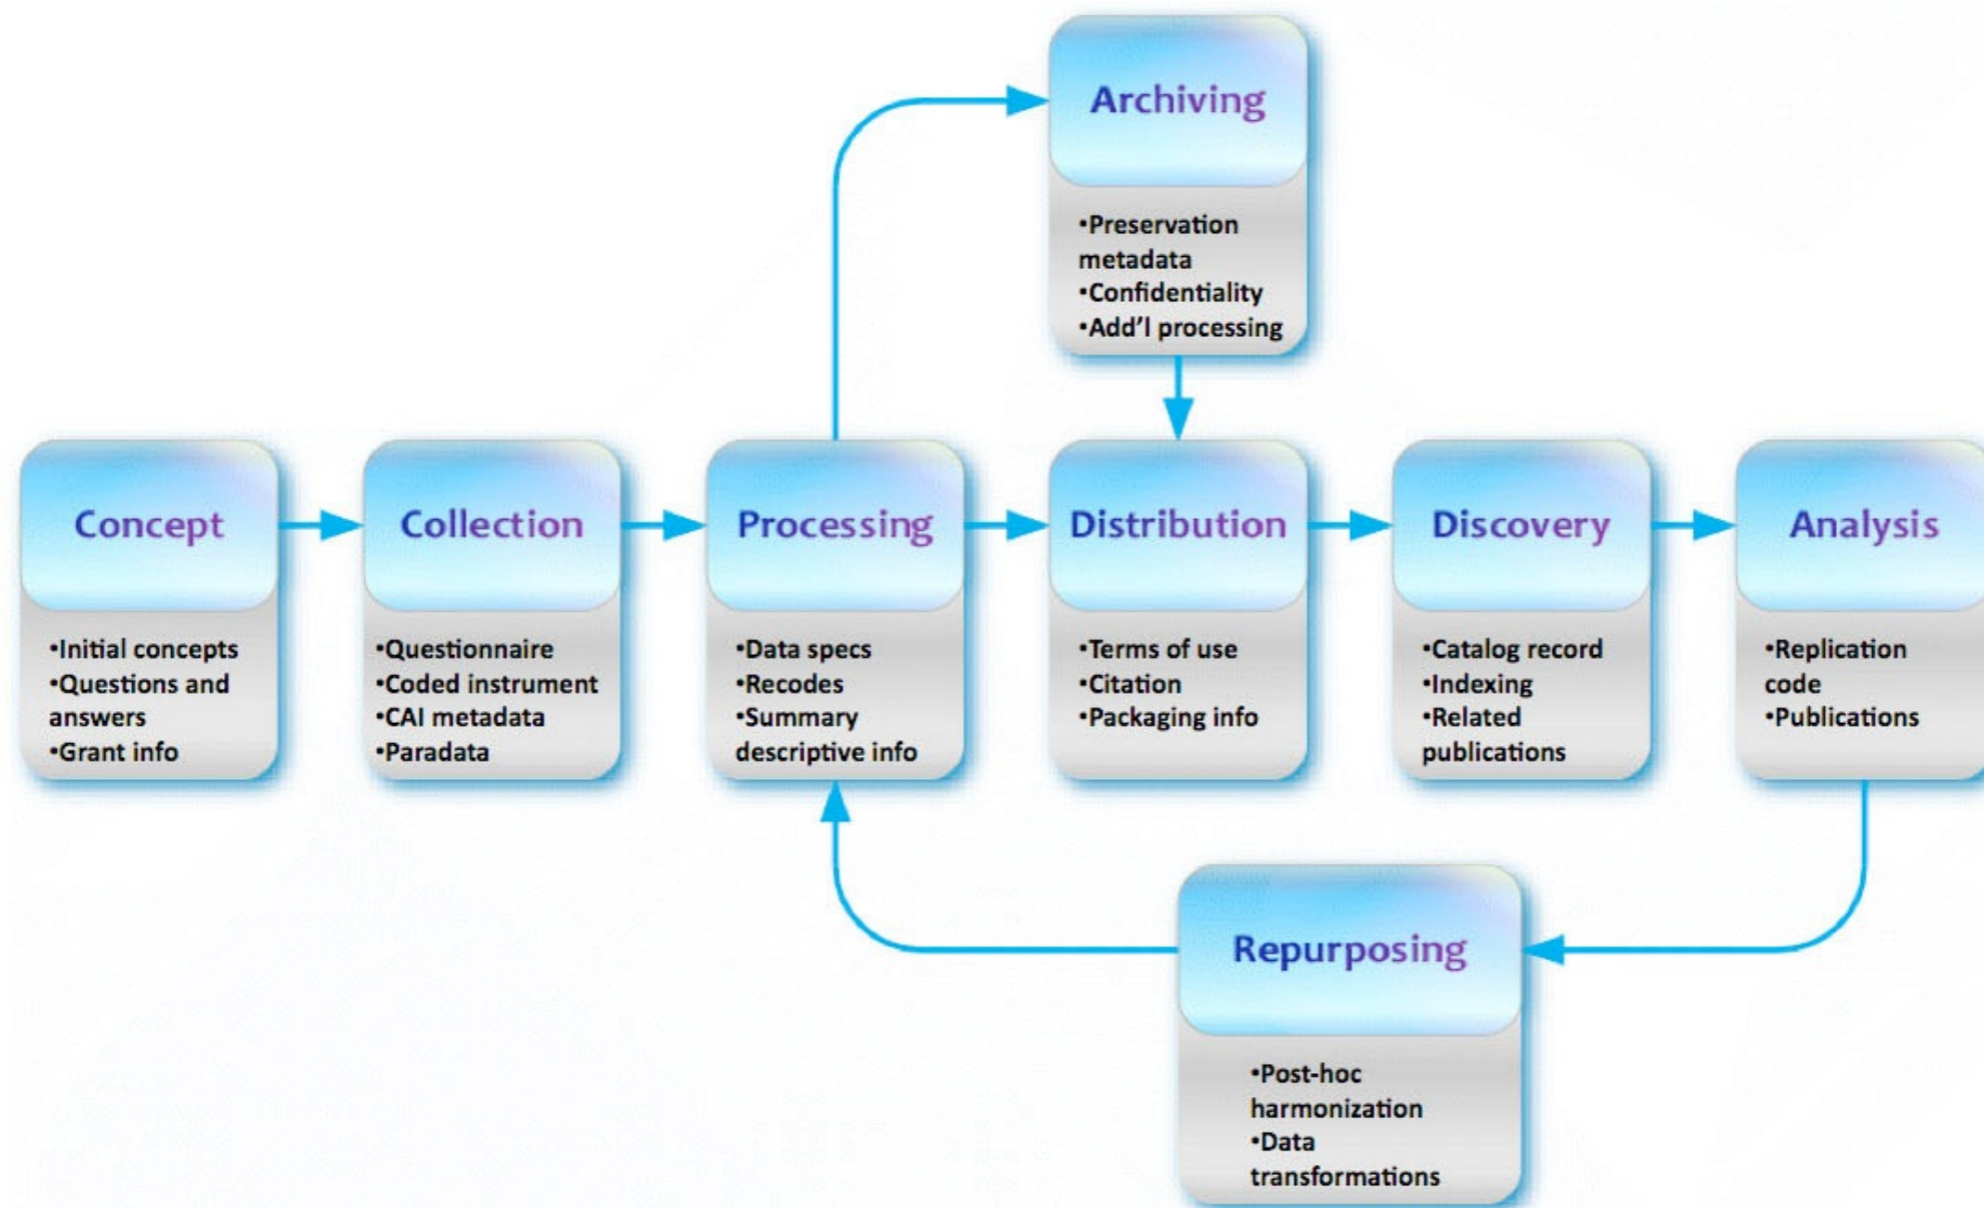 Archiving
•Preservation
metadata
•Confidentiality
•Add’l processing
Concept
•Initial concepts
•Questions and
answers
•Grant info
Collection
•Questionnaire
•Coded instrument
•CAI metadata
•Paradata
Processing
•Data specs
•Recodes
•Summary
descriptive info
Distribution
•Terms of use
•Citation
•Packaging info
Discovery
•Catalog record
•Indexing
•Related
publications
Analysis
•Replication
code
•Publications
Repurposing
•Post-hoc
harmonization
•Data
transformations